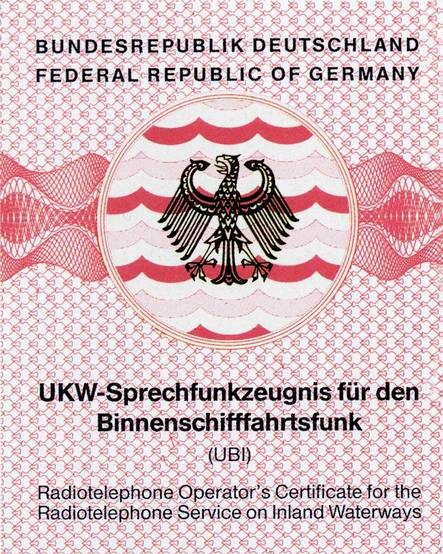 BUNDESREPUBLIK DEUTSCHLAND
FEDERAL REPUBLIC OF GERMANY
UKW-Sprechfunkzeugnis für den
Binnenschifffahrtsfunk
(UBI)
Radiotelephone Operator's Certificate for the
Radiotelephone Service on Inland Waterways